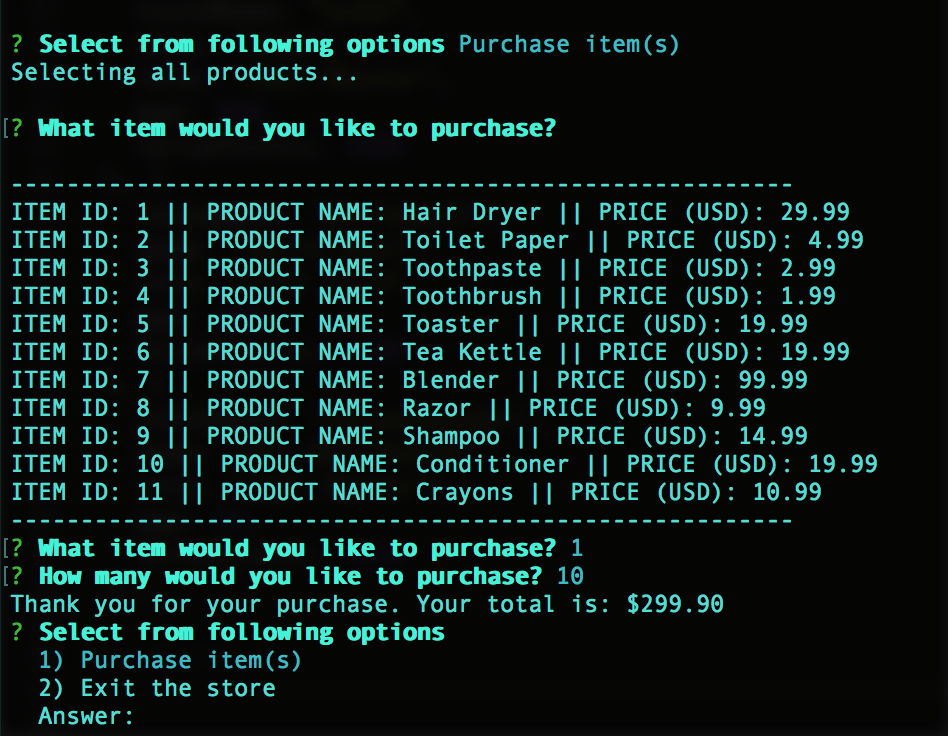 ? Select from following options Purchase item(s)
Selecting all products...
[? What item would you like to purchase?
--------------------------------------------------------
ITEM ID: 1 || PRODUCT NAME: Hair Dryer || PRICE (USD): 29.99
ITEM ID: 2 || PRODUCT NAME: Toilet Paper || PRICE (USD): 4.99
ITEM ID: 3 || PRODUCT NAME: Toothpaste || PRICE (USD): 2.99
ITEM ID: 4 || PRODUCT NAME: Toothbrush || PRICE (USD): 1.99
ITEM ID: 5 || PRODUCT NAME: Toaster || PRICE (USD): 19.99
ITEM ID: 6 || PRODUCT NAME: Tea Kettle || PRICE (USD): 19.99
ITEM ID: 7 || PRODUCT NAME: Blender || PRICE (USD): 99.99
ITEM ID: 8 || PRODUCT NAME: Razor || PRICE (USD): 9.99
ITEM ID: 9 || PRODUCT NAME: Shampoo || PRICE (USD): 14.99
ITEM ID: 10 || PRODUCT NAME: Conditioner || PRICE (USD): 19.99
ITEM ID: 11 || PRODUCT NAME: Crayons || PRICE (USD): 10.99
--------------------------------------------------------
[? What item would you like to purchase? 1
[? How many would you like to purchase? 10
Thank you for your purchase. Your total is: $299.90
? Select from following options
1) Purchase item(s)
2) Exit the store
Answer: